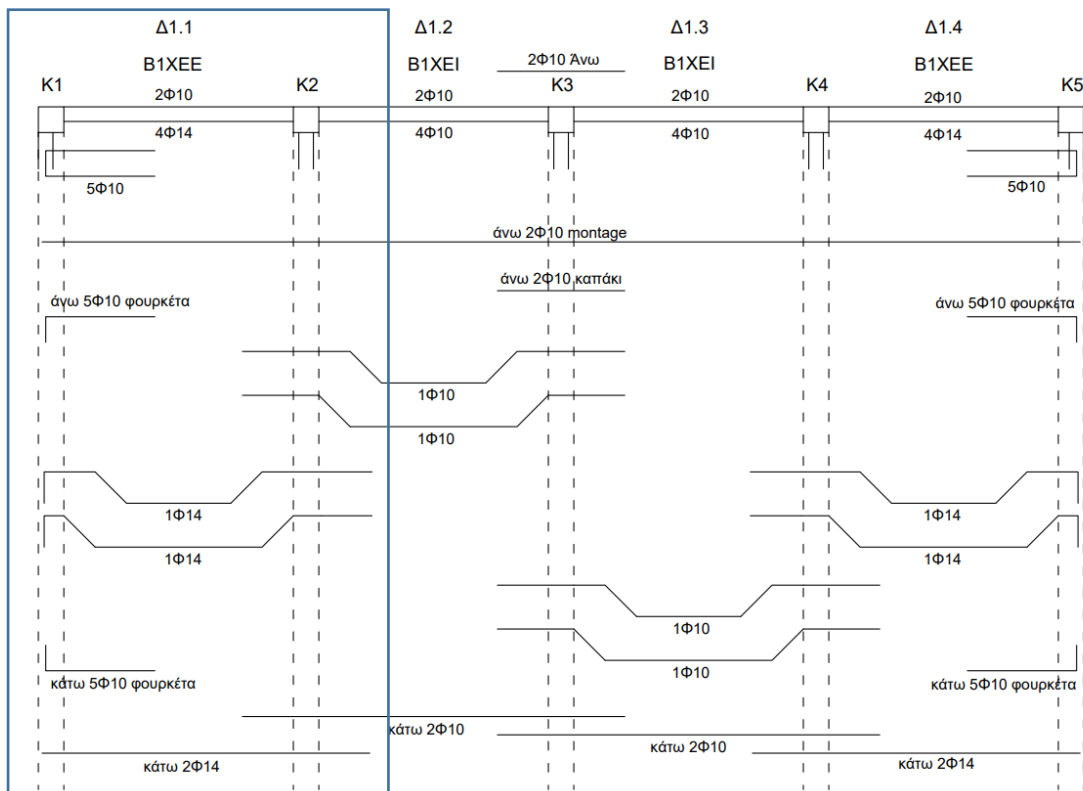 Δ1.1 Δ1.2 Δ1.3 Δ1.4
B1XEE B1XEI 2Φ10 Άνω B1XEI B1XEE
K1 K2 K3 K4 K5
2Φ10 2Φ10 2Φ10 2Φ10
4Φ14 4Φ10 4Φ10 4Φ14
5Φ10 5Φ10
άνω 2Φ10 montage
άνω 2Φ10 καπάκι
άνω 5Φ10 φουρκέτα άνω 5Φ10 φουρκέτα
1Φ10
1Φ10
1Φ14 1Φ14
1Φ14 1Φ14
1Φ10
1Φ10
κάτω 5Φ10 φουρκέτα κάτω 5Φ10 φουρκέτα
κάτω 2Φ10
κάτω 2Φ10
κάτω 2Φ14 κάτω 2Φ14